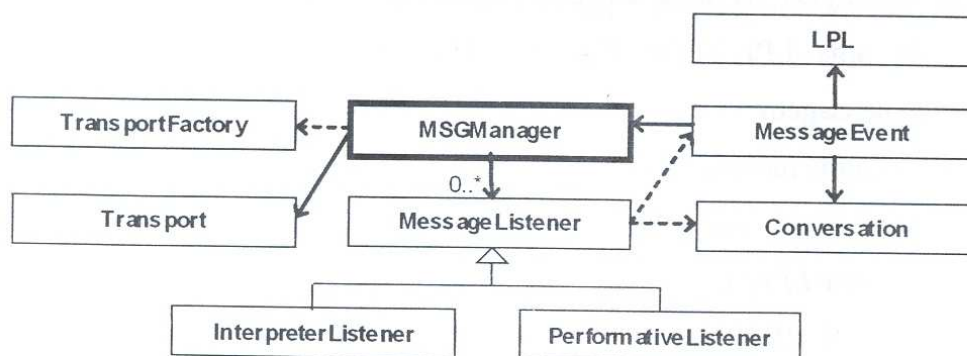 LPL
TransportFactory
MSGManager
MessageEvent
0..*
Transport
MessageListener
Conversation
InterpreterListener
PerformativeListener